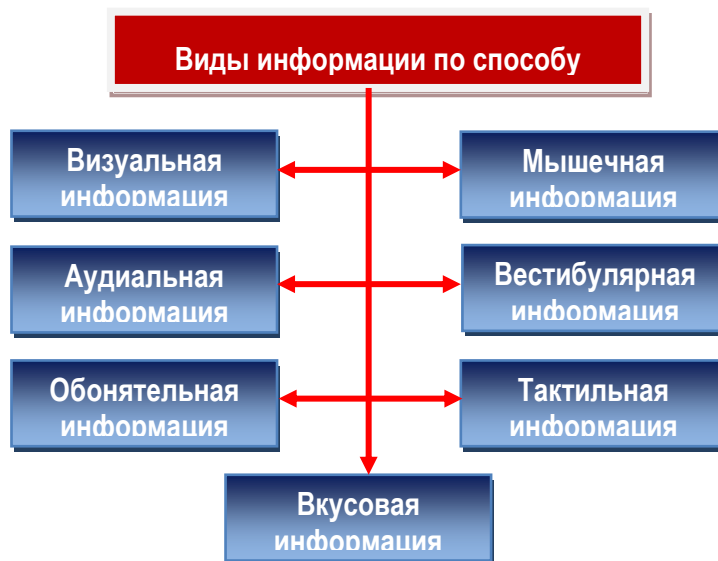 Виды информации по способу
Визуальная
информация
Мышечная
информация
Аудиальная
информация
Вестибулярная
информация
Обонятельная
информация
Тактильная
информация
Вкусовая
информация